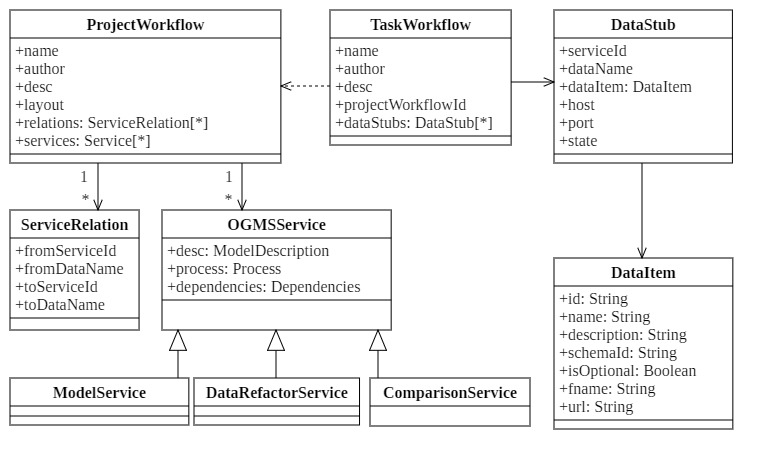 ProjectWorkflow
+name
+author
+desc
+layout
+relations: ServiceRelation[*]
+services: Service[*]
TaskWorkflow
+name
+author
+desc
+projectWorkflowId
+dataStubs: DataStub[*]
DataStub
+serviceId
+dataName
+dataItem: DataItem
+host
+port
+state
1
*
1
*
ServiceRelation
+fromServiceId
+fromDataName
+toServiceId
+toDataName
OGMSService
+desc: ModelDescription
+process: Process
+dependencies: Dependencies
DataItem
+id: String
+name: String
+description: String
+schemaId: String
+isOptional: Boolean
+fname: String
+url: String
ModelService
DataRefactorService
ComparisonService